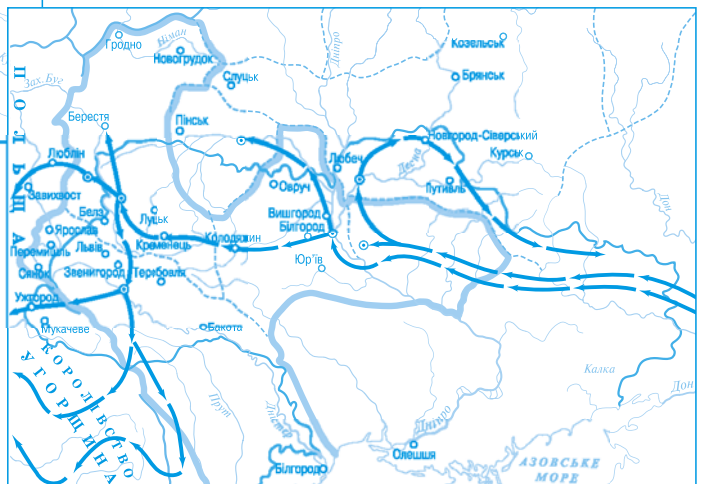 Гродно
Німан
Новогрудок
Слуцьк
Дніпро
Козельськ
Брянськ
Зах. Буг
ПОЛЬЩА
Берестя
Пінськ
Новгород-Сіверський
Курськ
Люблін
Любеч
Десна
Путивль
Завихвост
Овруч
Дон
Белз
Луцьк
Вишгород
Білгород
Ярослав
Кременець
Колодяжин
Перемишль
Львів
Юр'їв
Санок
Звенигород
Теребовля
Ужгород
Мукачеве
Бакота
КОРОЛІВСТВО
УГОРЩИНА
Калка
Дон
Прут
Дністер
Дніпро
Олешшя
Білгород
АЗОВСЬКЕ
МОРЕ